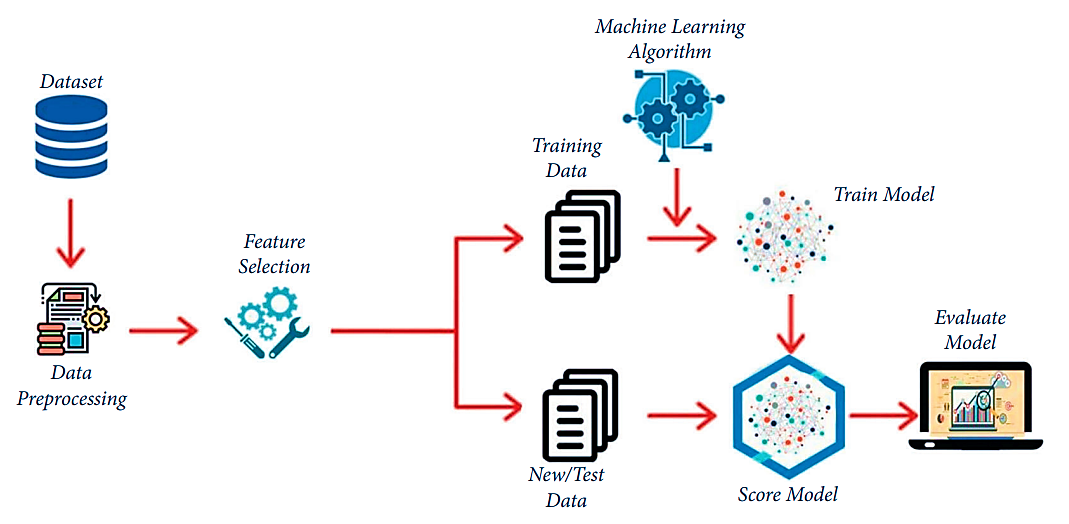 Dataset
Data
Preprocessing
Feature
Selection
Training
Data
Machine Learning
Algorithm
Train Model
New/Test
Data
Score Model
Evaluate
Model